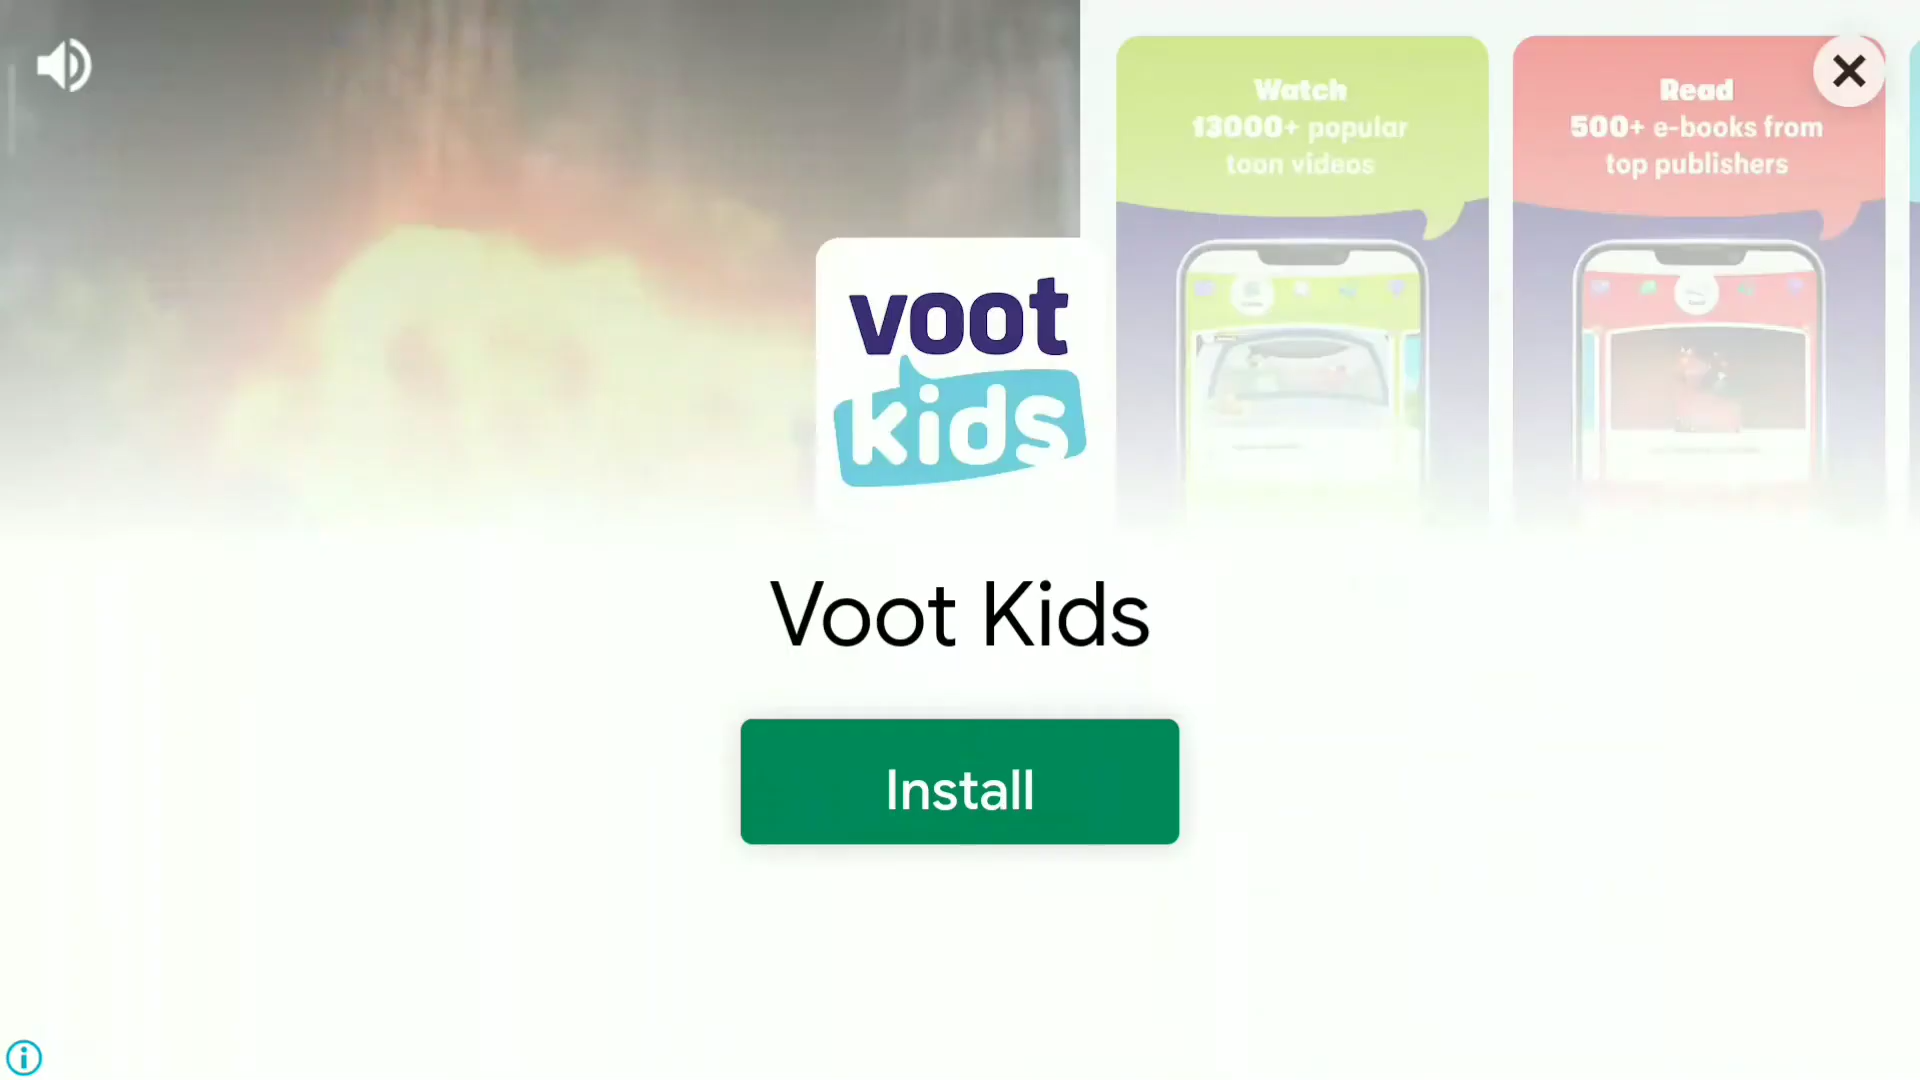 Watch
13000+ popular
toon videos
Read
500+ e-books from
top publishers
voot
kids
Voot Kids
Install